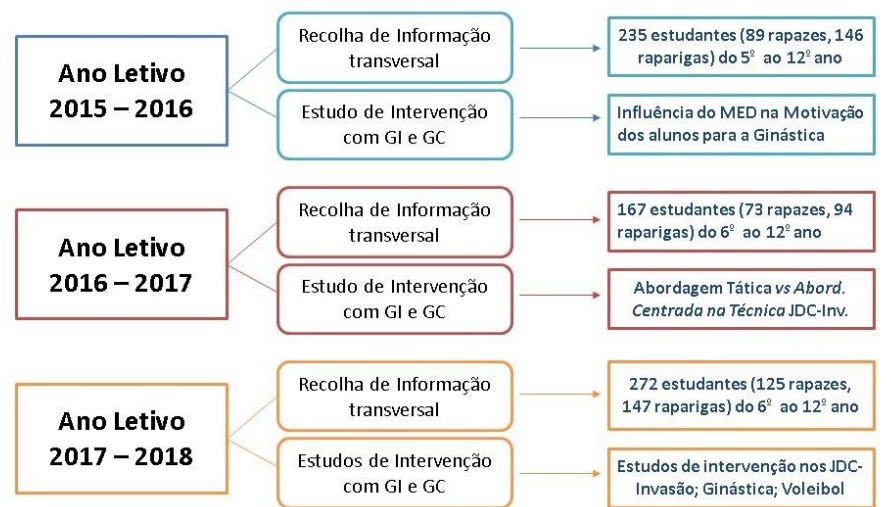 Ano Letivo
2015 – 2016
Recolha de Informação
transversal
235 estudantes (89 rapazes, 146
raparigas) do 5º ao 12º ano
Estudo de Intervenção
com GI e GC
Influência do MED na Motivação
dos alunos para a Ginástica
Ano Letivo
2016 – 2017
Recolha de Informação
transversal
167 estudantes (73 rapazes, 94
raparigas) do 6º ao 12º ano
Estudo de Intervenção
com GI e GC
Abordagem Tática vs Abord.
Centrada na Técnica JDC-Inv.
Ano Letivo
2017 – 2018
Recolha de Informação
transversal
272 estudantes (125 rapazes,
147 raparigas) do 6º ao 12º ano
Estudos de Intervenção
com GI e GC
Estudos de intervenção nos JDC-
Invasão; Ginástica; Voleibol